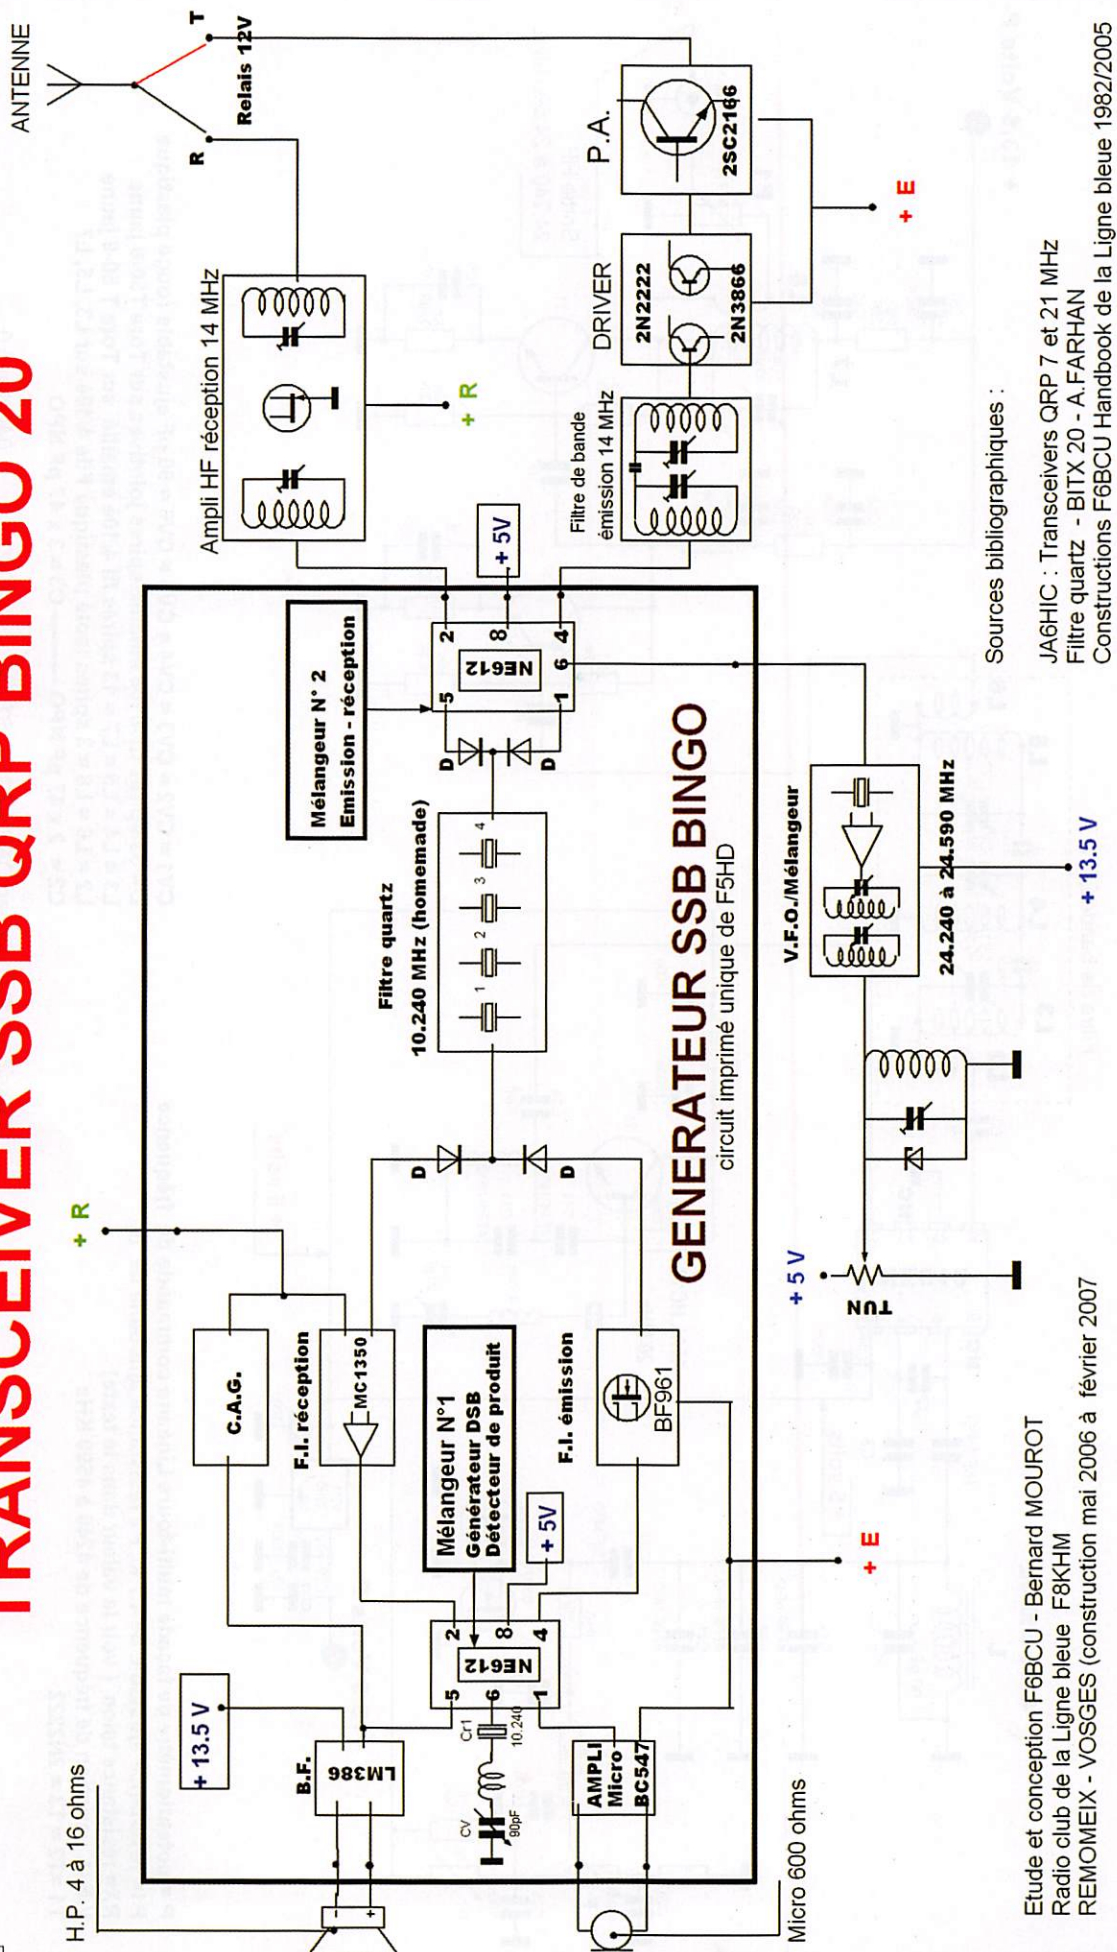 TRANSCEIVER SSB QRP BINGO 20
ANTENNE
T
R
Relais 12V
Ampli HF réception 14 MHz
+ R
P.A.
2SC2166
DRIVER
2N2222
2N3866
+ E
Filtre de bande
émission 14 MHz
+ 5V
Mélangeur N° 2
Emission - réception
NE612
2
8
4
5
6
1
D
D
Filtre quartz
10.240 MHz (homemade)
1
2
3
4
D
D
GENERATEUR SSB BINGO
circuit imprimé unique de F5HD
V.F.O./Mélangeur
24.240 à 24.590 MHz
+ 13.5 V
+ 5 V
TUN
+ R
C.A.G.
F.I. réception
MC1350
Mélangeur N°1
Générateur DSB
Détecteur de produit
F.I. émission
BF961
+ 5V
NE612
2
8
4
5
6
1
+ E
+ 13.5 V
B.F.
LM386
Cr1
10.240
CV
90pF
AMPLI
Micro
BC547
H.P. 4 à 16 ohms
-
+
Micro 600 ohms
Sources bibliographiques :
JA6HIC : Transceivers QRP 7 et 21 MHz
Filtre quartz - BITX 20 - A.FARHAN
Constructions F6BCU Handbook de la Ligne bleue 1982/2005
Etude et conception F6BCU - Bernard MOUROT
Radio club de la Ligne bleue F8KHM
REMOMEIX - VOSGES (construction mai 2006 à février 2007